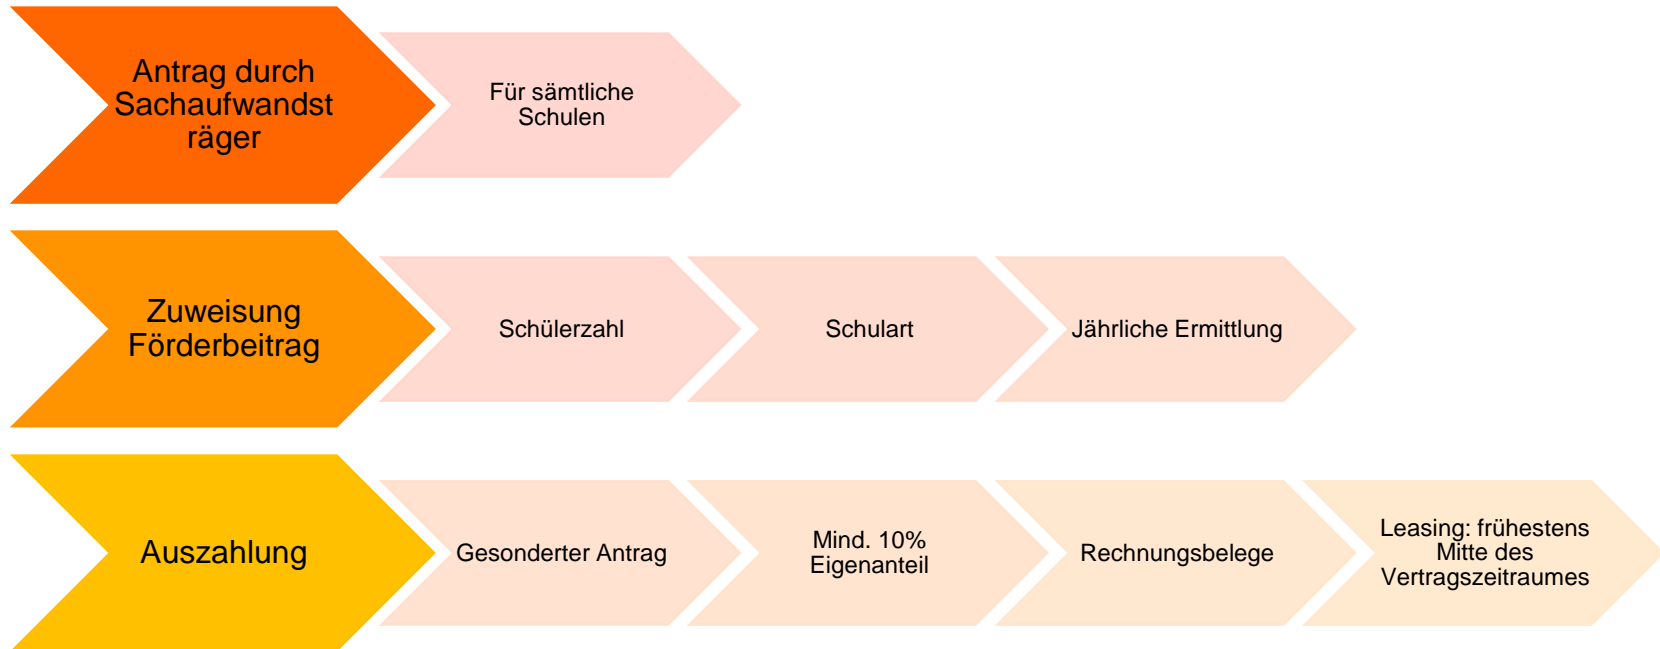 Antrag durch
Sachaufwandst
räger
Für sämtliche
Schulen
Zuweisung
Förderbeitrag
Schülerzahl
Schulart
Jährliche Ermittlung
Auszahlung
Gesonderter Antrag
Mind. 10%
Eigenanteil
Rechnungsbelege
Leasing: frühestens
Mitte des
Vertragszeitraumes